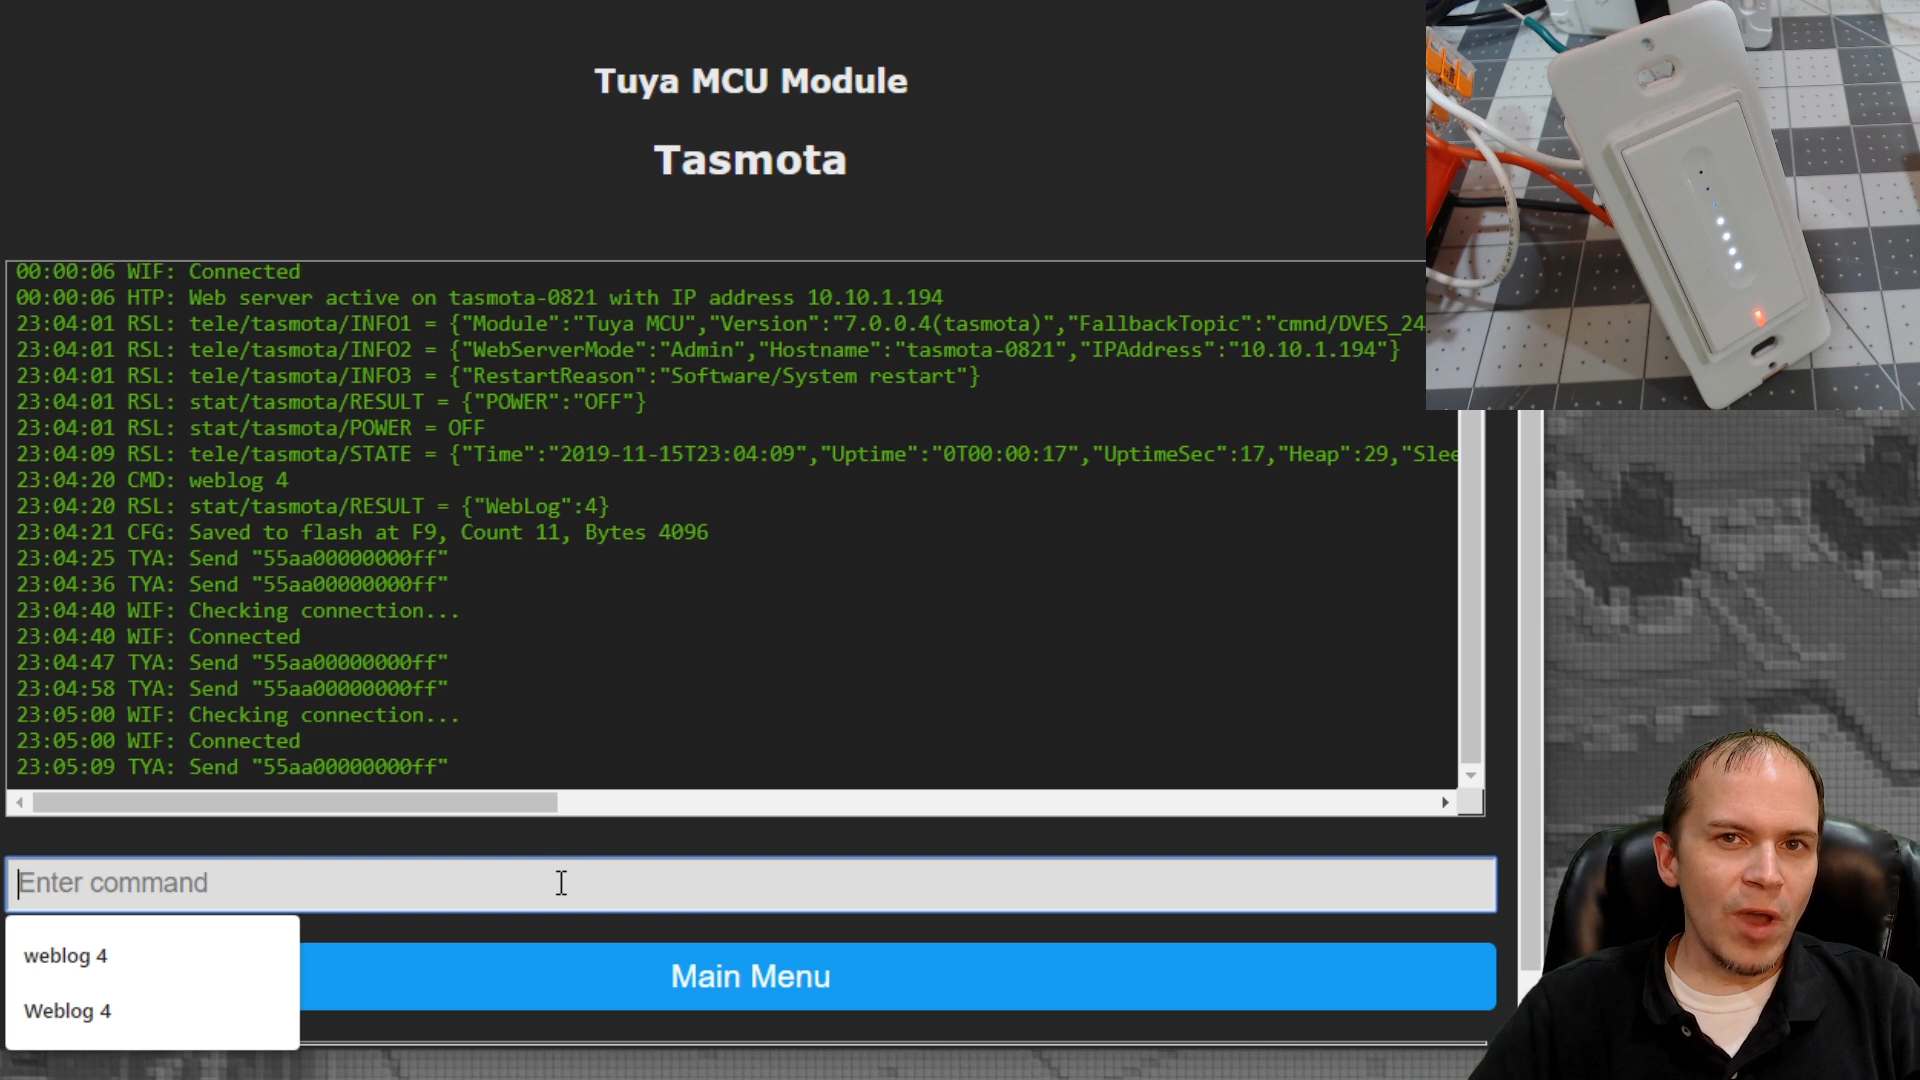 Tuya MCU Module
Tasmota
00:00:06 WIF: Connected
00:00:06 HTP: Web server active on tasmota-0821 with IP address 10.10.1.194
23:04:01 RSL: tele/tasmota/INFO1 = {"Module":"Tuya MCU","Version":"7.0.0.4(tasmota)","FallbackTopic":"cmnd/DVES_24
23:04:01 RSL: tele/tasmota/INFO2 = {"WebServerMode":"Admin","Hostname":"tasmota-0821","IPAddress":"10.10.1.194"}
23:04:01 RSL: tele/tasmota/INFO3 = {"RestartReason":"Software/System restart"}
23:04:01 RSL: stat/tasmota/RESULT = {"POWER":"OFF"}
23:04:01 RSL: stat/tasmota/POWER = OFF
23:04:09 RSL: tele/tasmota/STATE = {"Time":"2019-11-15T23:04:09","Uptime":"0T00:00:17","UptimeSec":17,"Heap":29,"Slee
23:04:20 CMD: weblog 4
23:04:20 RSL: stat/tasmota/RESULT = {"WebLog":4}
23:04:21 CFG: Saved to flash at F9, Count 11, Bytes 4096
23:04:25 TYA: Send "55aa00000000ff"
23:04:36 TYA: Send "55aa00000000ff"
23:04:40 WIF: Checking connection...
23:04:40 WIF: Connected
23:04:47 TYA: Send "55aa00000000ff"
23:04:58 TYA: Send "55aa00000000ff"
23:05:00 WIF: Checking connection...
23:05:00 WIF: Connected
23:05:09 TYA: Send "55aa00000000ff"
Enter command
weblog 4
Weblog 4
Main Menu